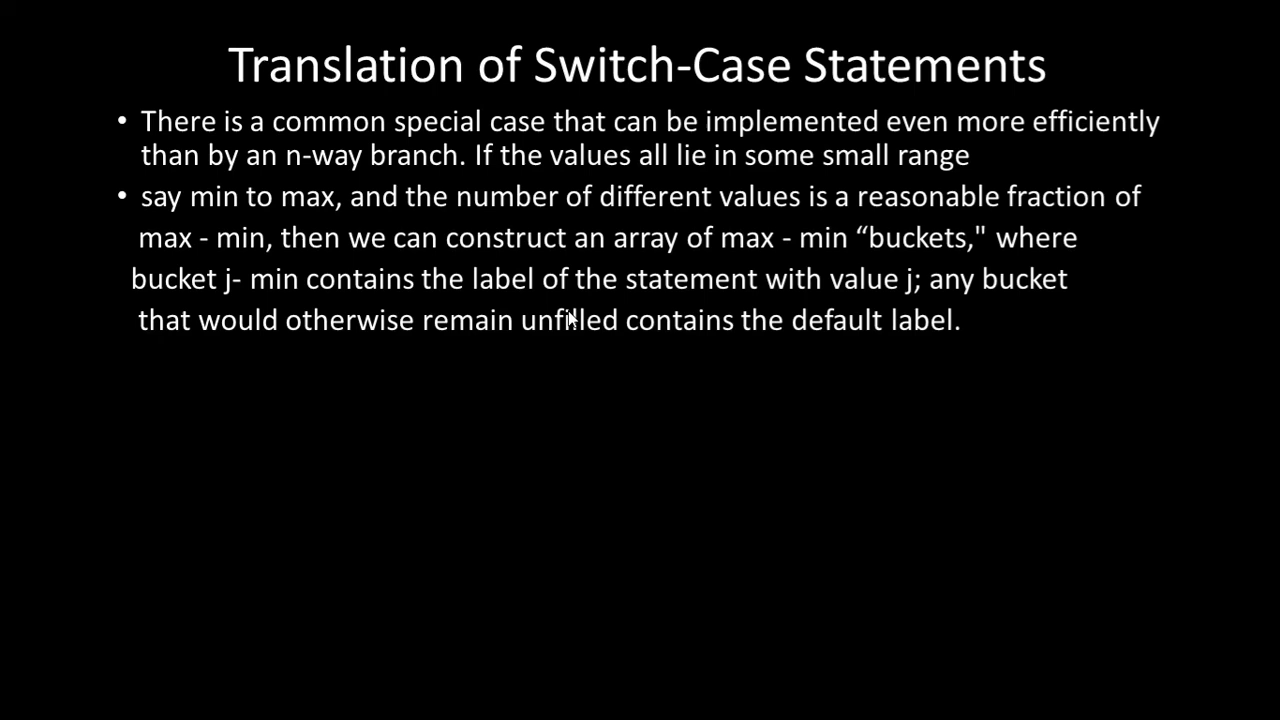 Translation of Switch-Case Statements
• There is a common special case that can be implemented even more efficiently
than by an n-way branch. If the values all lie in some small range
• say min to max, and the number of different values is a reasonable fraction of
max - min, then we can construct an array of max - min “buckets," where
bucket j- min contains the label of the statement with value j; any bucket
that would otherwise remain unfilled contains the default label.